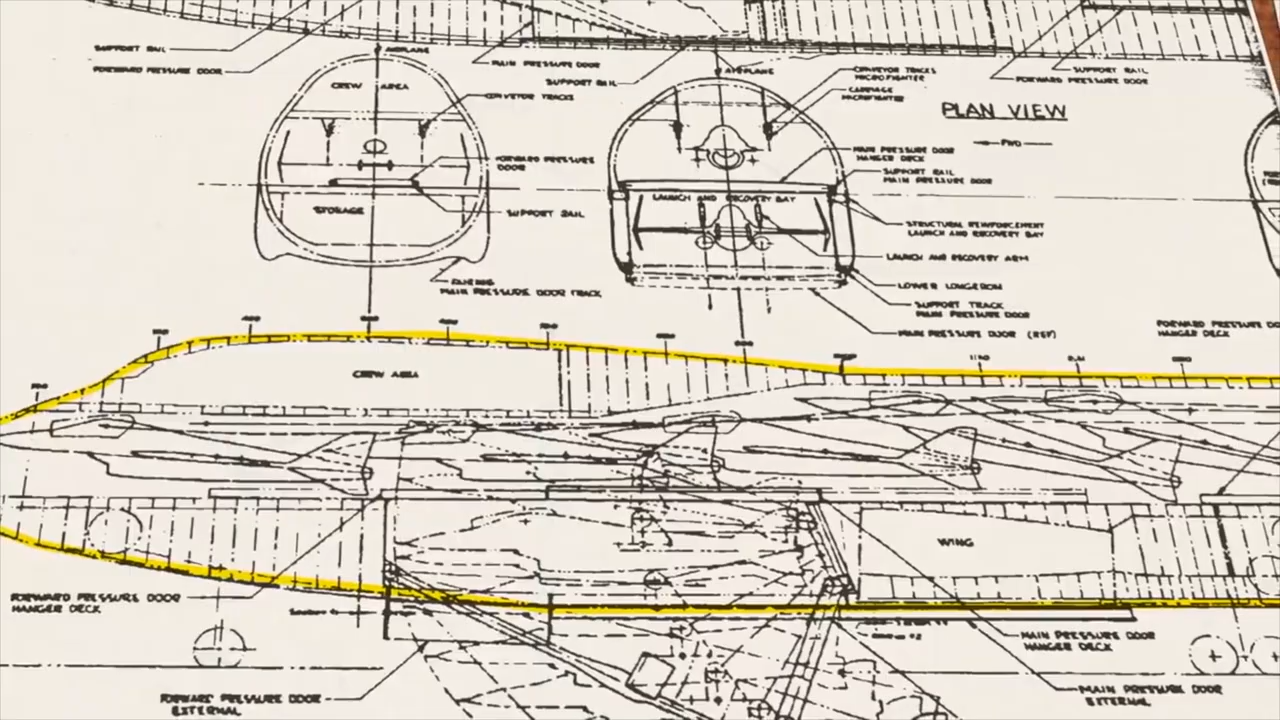 SUPPORT RAIL
FORWARD PRESSURE DOOR
AIRPLANE
MAIN PRESSURE DOOR
SUPPORT RAIL
AIRPLANE
CONVEYOR TRACKS
MICROFIGHTER
CARRIAGE
MICROFIGHTER
SUPPORT RAIL
FORWARD PRESSURE DOOR
CREW AREA
CONVEYOR TRACKS
PLAN VIEW
FWD
FORWARD PRESSURE
DOOR
MAIN PRESSURE DOOR
HANGER DECK
SUPPORT RAIL
MAIN PRESSURE DOOR
STORAGE
SUPPORT RAIL
LAUNCH AND RECOVERY BAY
STRUCTURAL REINFORCEMENT
LAUNCH AND RECOVERY BAY
LAUNCH AND RECOVERY ARM
FAIRING
MAIN PRESSURE DOOR TRACK
LOWER LONGERON
SUPPORT TRACK
MAIN PRESSURE DOOR
MAIN PRESSURE DOOR (REF)
FORWARD PRESSURE DO
HANGER DECK
CREW AREA
WING
FORWARD PRESSURE DOOR
HANGER DECK
MAIN PRESSURE DOOR
HANGER DECK
FORWARD PRESSURE DOOR
EXTERNAL
MAIN PRESSURE DOOR
EXTERNAL